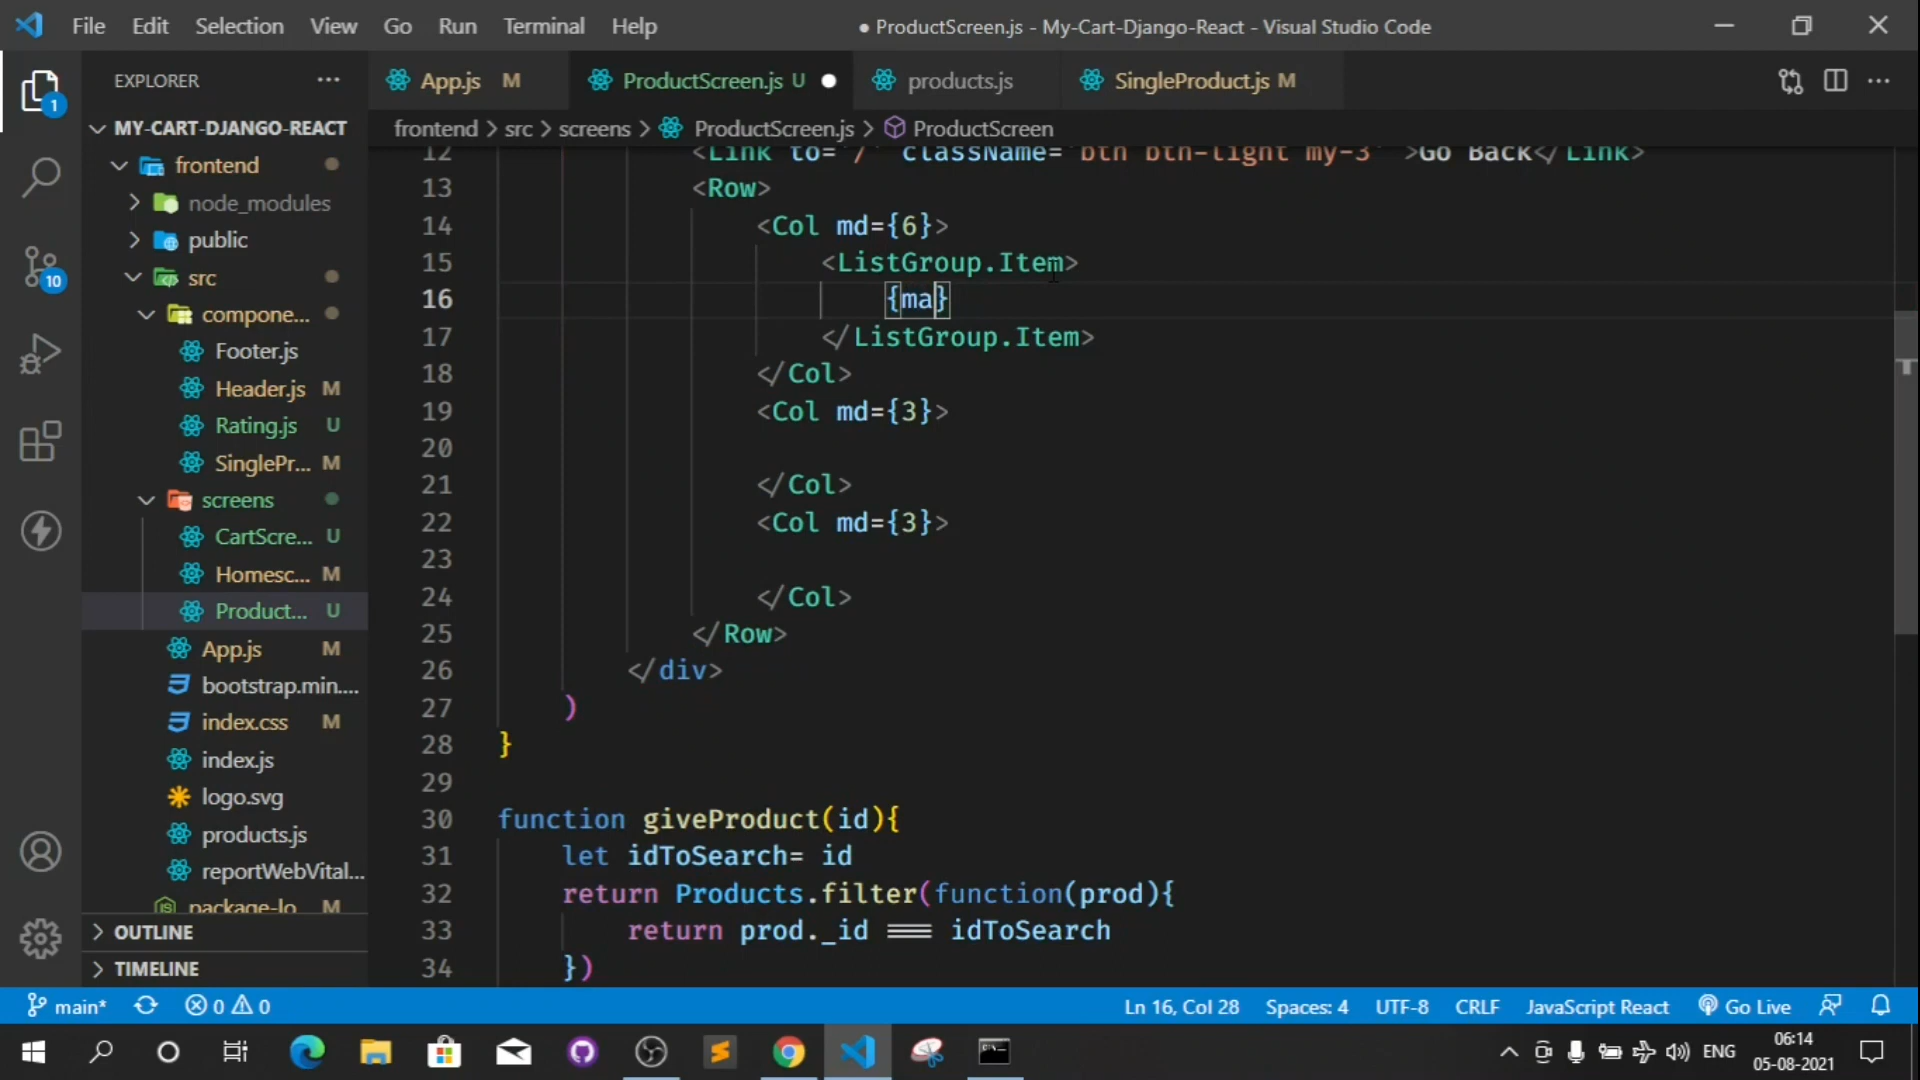 File Edit Selection View Go Run Terminal Help
● ProductScreen.js - My-Cart-Django-React - Visual Studio Code
EXPLORER ···
App.js M ProductScreen.js U products.js SingleProduct.js M ···
MY-CART-DJANGO-REACT
frontend > src > screens > ProductScreen.js > ProductScreen
frontend
node_modules
public
src
compone...
Footer.js
Header.js M
Rating.js U
SinglePr... M
screens
CartScre... U
Homesc... M
Product... U
App.js M
bootstrap.min....
index.css M
index.js
logo.svg
products.js
reportWebVital...
package-lo M
OUTLINE
TIMELINE
1
10
12 <Link to="/" className="btn btn-light my-3" >Go Back</Link>
13 <Row>
14 <Col md={6}>
15 <ListGroup.Item>
16 {ma}
17 </ListGroup.Item>
18 </Col>
19 <Col md={3}>
20
21 </Col>
22 <Col md={3}>
23
24 </Col>
25 </Row>
26 </div>
27 )
28 }
29
30 function giveProduct(id){
31 let idToSearch= id
32 return Products.filter(function(prod){
33 return prod._id === idToSearch
34 })
main* 0 0 Ln 16, Col 28 Spaces: 4 UTF-8 CRLF JavaScript React Go Live
ENG 06:14
05-08-2021